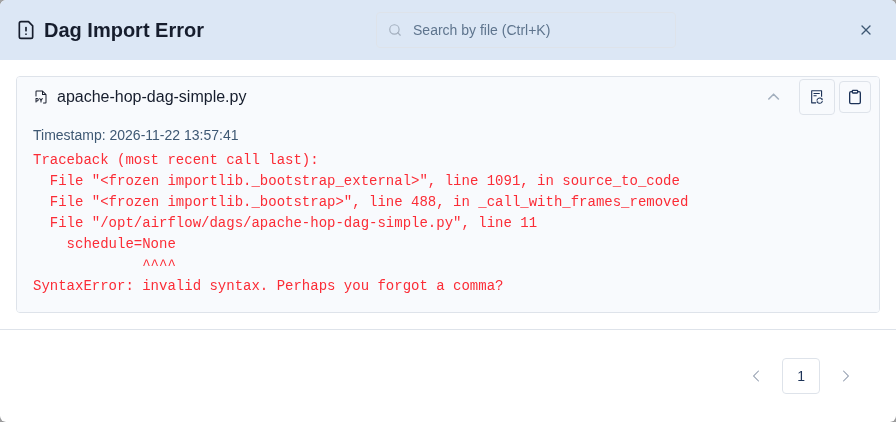 Dag Import Error
Search by file (Ctrl+K)
apache-hop-dag-simple.py
Timestamp: 2026-11-22 13:57:41
Traceback (most recent call last):
  File "<frozen importlib._bootstrap_external>", line 1091, in source_to_code
  File "<frozen importlib._bootstrap>", line 488, in _call_with_frames_removed
  File "/opt/airflow/dags/apache-hop-dag-simple.py", line 11
    schedule=None
             ^^^^
SyntaxError: invalid syntax. Perhaps you forgot a comma?
1